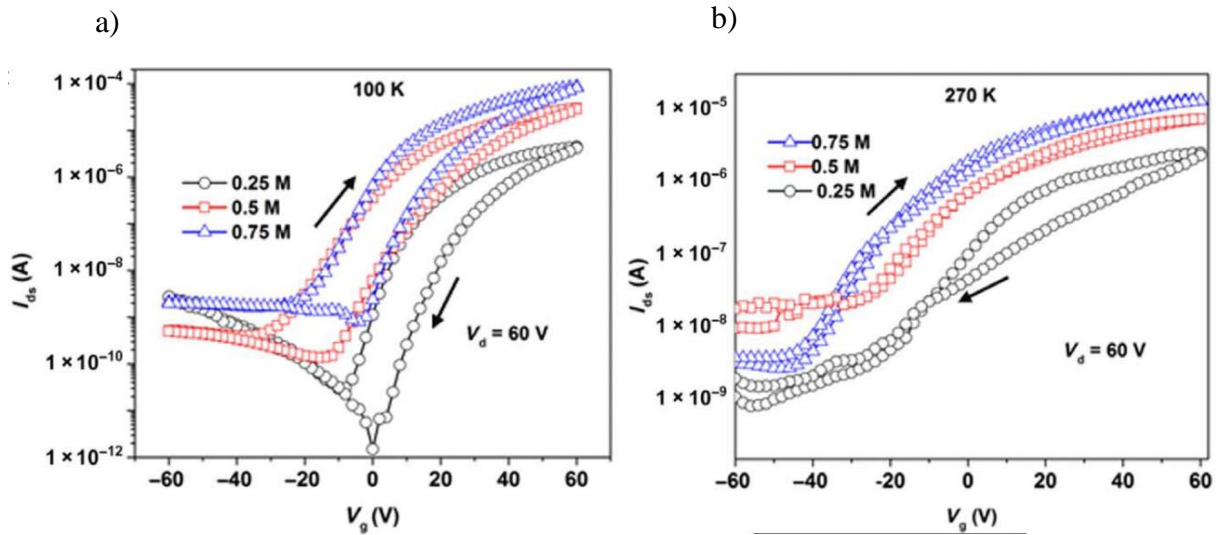 a)
b)
100 K
0.25 M
0.5 M
0.75 M
V_d = 60 V
1 × 10⁻⁴
1 × 10⁻⁶
1 × 10⁻⁸
1 × 10⁻¹⁰
1 × 10⁻¹²
I_ds (A)
−60 −40 −20 0 20 40 60
V_g (V)
270 K
0.75 M
0.5 M
0.25 M
V_d = 60 V
1 × 10⁻⁵
1 × 10⁻⁶
1 × 10⁻⁷
1 × 10⁻⁸
1 × 10⁻⁹
I_ds (A)
−60 −40 −20 0 20 40 60
V_g (V)